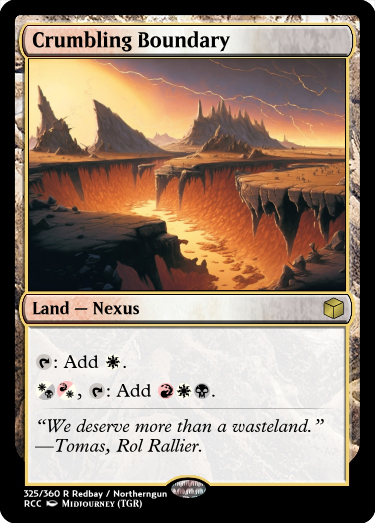 Crumbling Boundary
Land — Nexus
: Add .
, : Add .
“We deserve more than a wasteland.”
—Tomas, Rol Rallier.
325/360 R Redbay / Northerngun
RCC Midjourney (TGR)